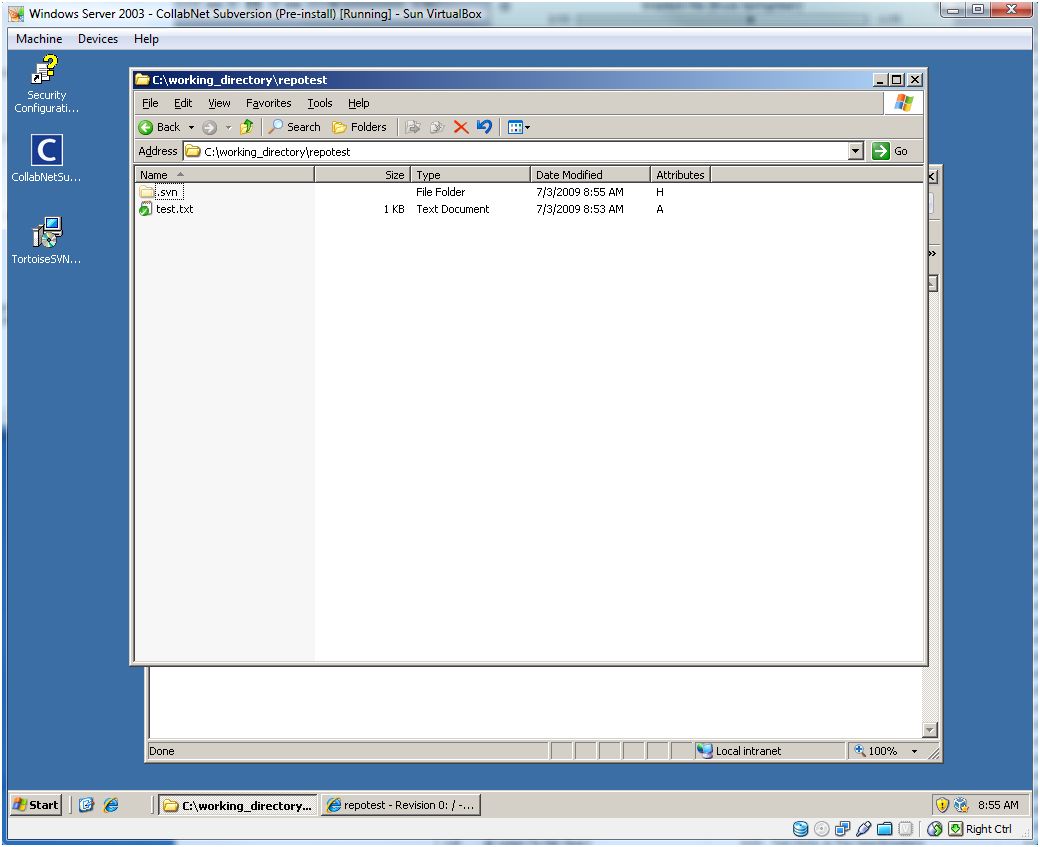 Windows Server 2003 - CollabNet Subversion (Pre-install) [Running] - Sun VirtualBox
Machine Devices Help
Security
Configurati...
CollabNetSu...
TortoiseSVN...
C:\working_directory\repotest
File Edit View Favorites Tools Help
Back Search Folders
Address C:\working_directory\repotest Go
Name Size Type Date Modified Attributes
.svn File Folder 7/3/2009 8:55 AM H
test.txt 1 KB Text Document 7/3/2009 8:53 AM A
Done Local intranet 100%
Start C:\working_directory... repotest - Revision 0: / -... 8:55 AM
Right Ctrl